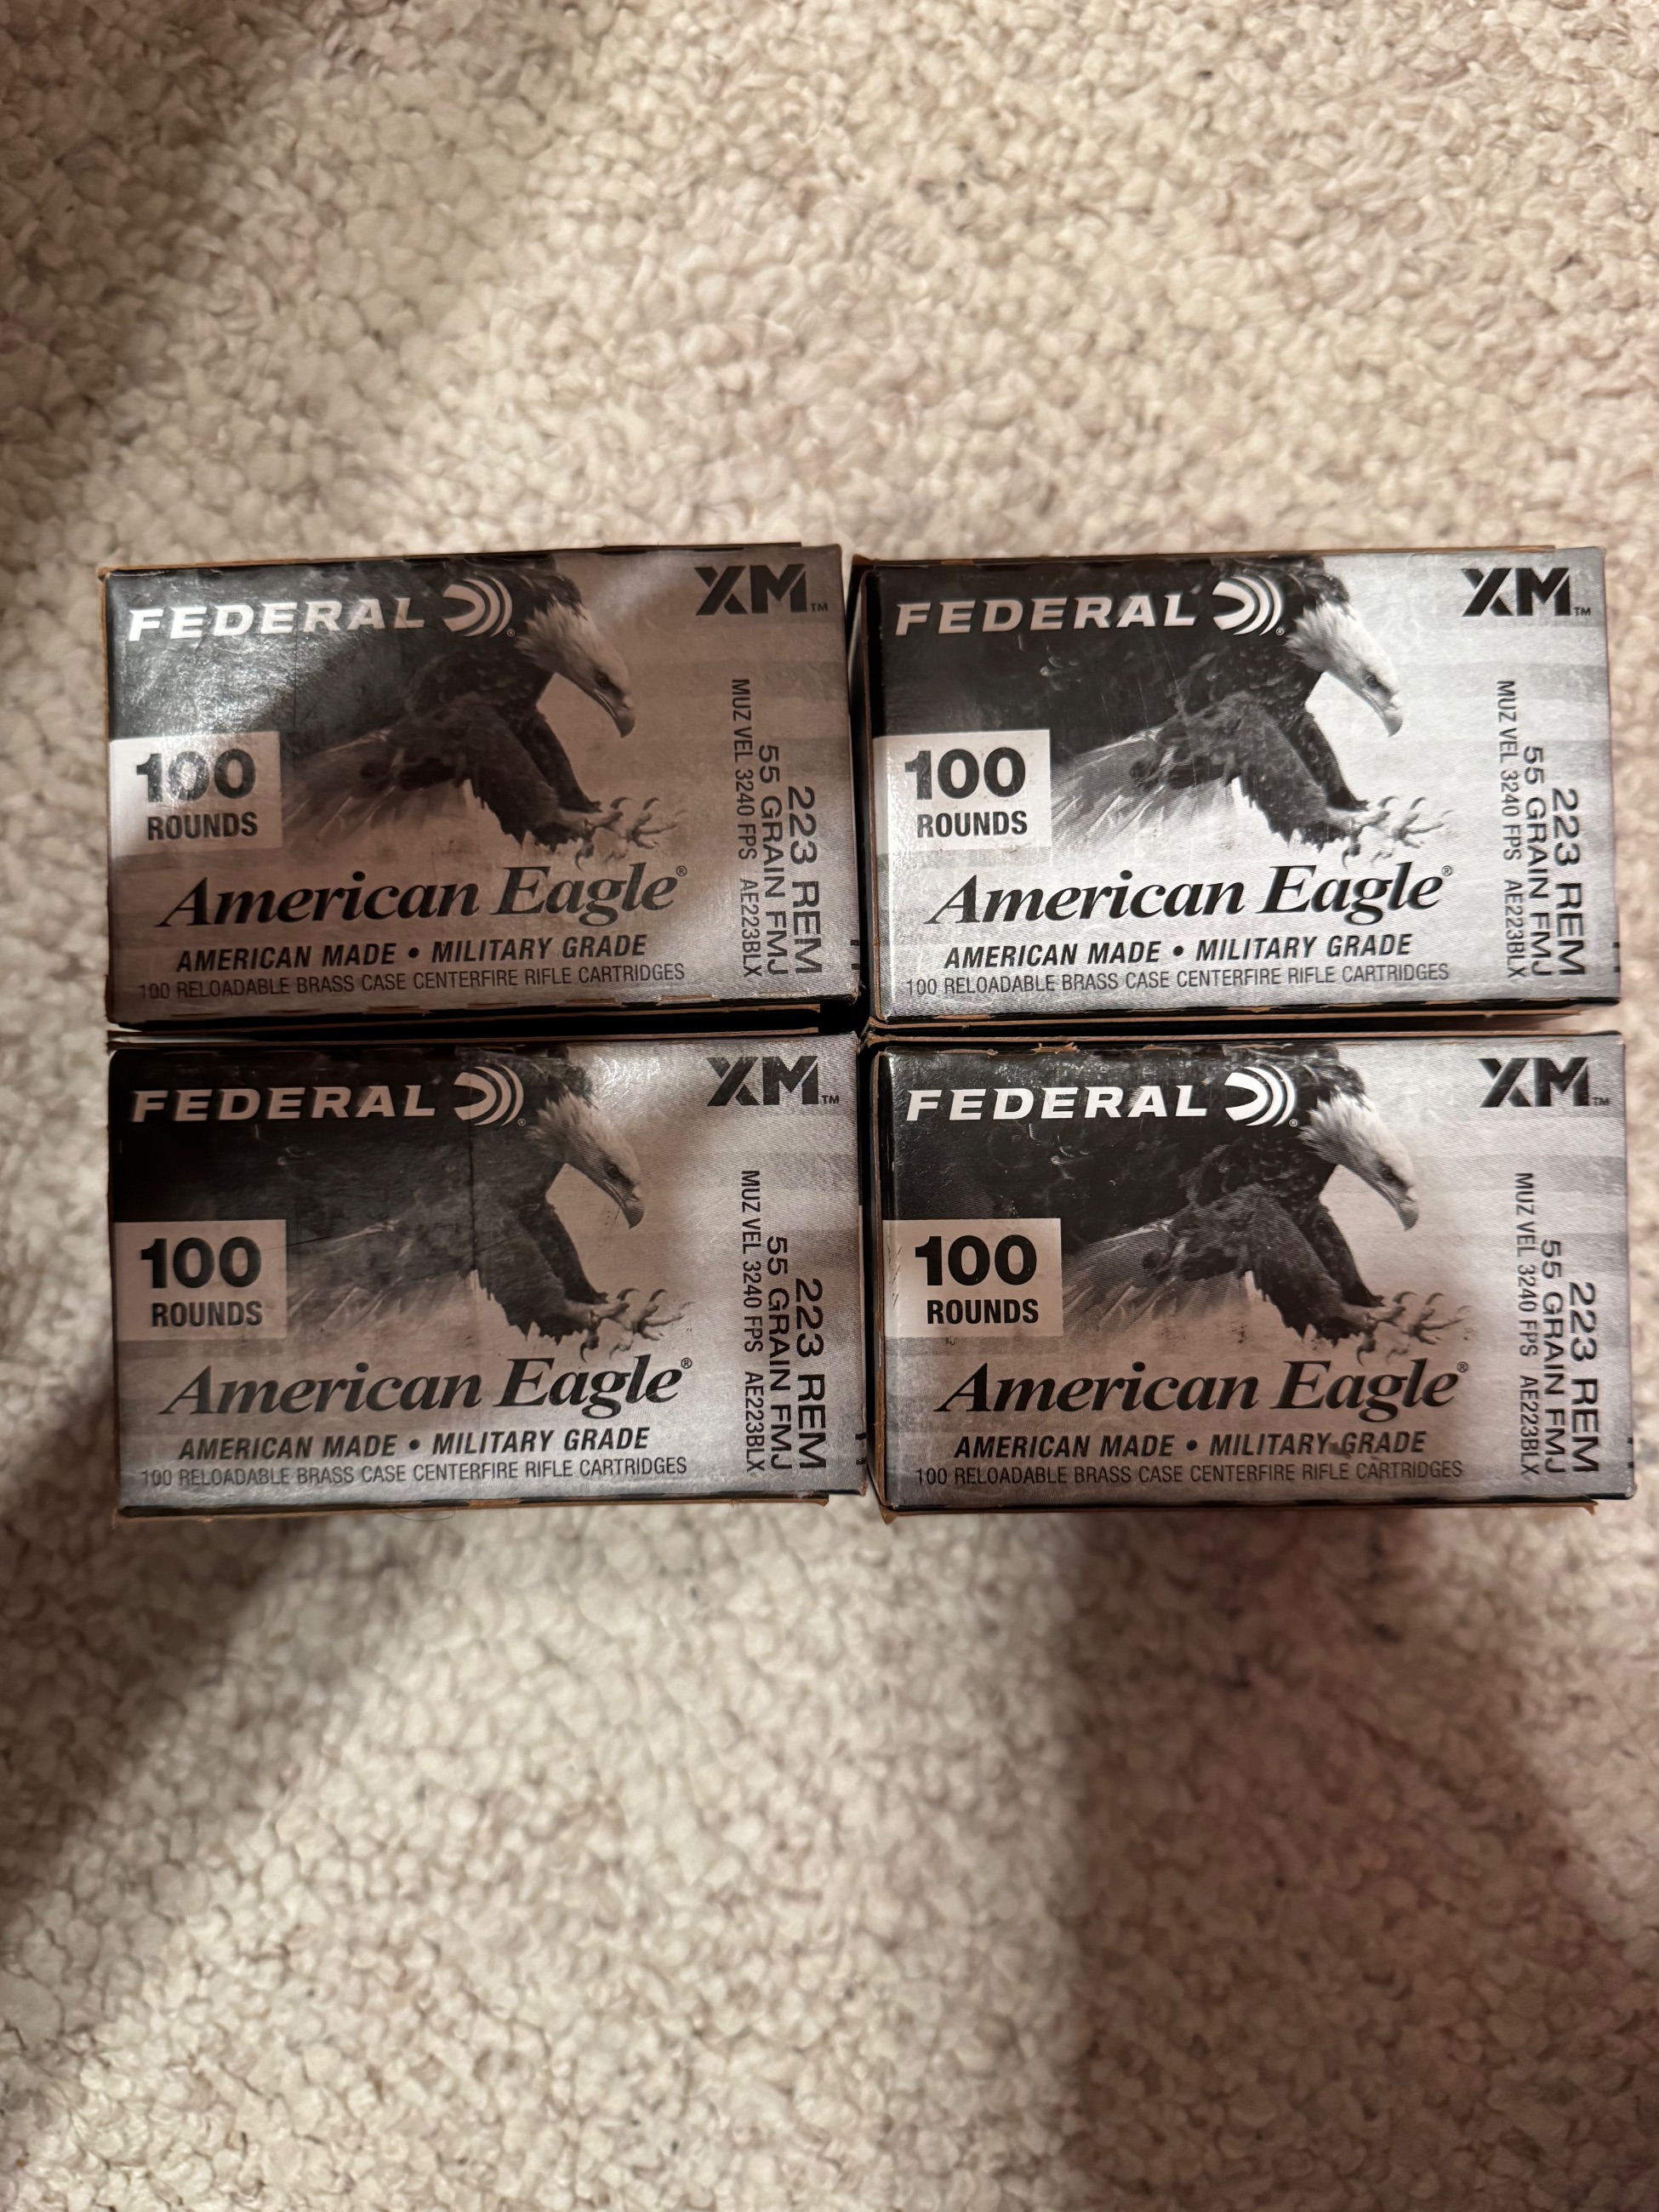 FEDERAL
XM™
100
ROUNDS
American Eagle®
AMERICAN MADE • MILITARY GRADE
100 RELOADABLE BRASS CASE CENTERFIRE RIFLE CARTRIDGES
223 REM
55 GRAIN FMJ
MUZ VEL 3240 FPS AE223BLX
FEDERAL
XM™
100
ROUNDS
American Eagle®
AMERICAN MADE • MILITARY GRADE
100 RELOADABLE BRASS CASE CENTERFIRE RIFLE CARTRIDGES
223 REM
55 GRAIN FMJ
MUZ VEL 3240 FPS AE223BLX
FEDERAL
XM™
100
ROUNDS
American Eagle®
AMERICAN MADE • MILITARY GRADE
100 RELOADABLE BRASS CASE CENTERFIRE RIFLE CARTRIDGES
223 REM
55 GRAIN FMJ
MUZ VEL 3240 FPS AE223BLX
FEDERAL
XM™
100
ROUNDS
American Eagle®
AMERICAN MADE • MILITARY GRADE
100 RELOADABLE BRASS CASE CENTERFIRE RIFLE CARTRIDGES
223 REM
55 GRAIN FMJ
MUZ VEL 3240 FPS AE223BLX